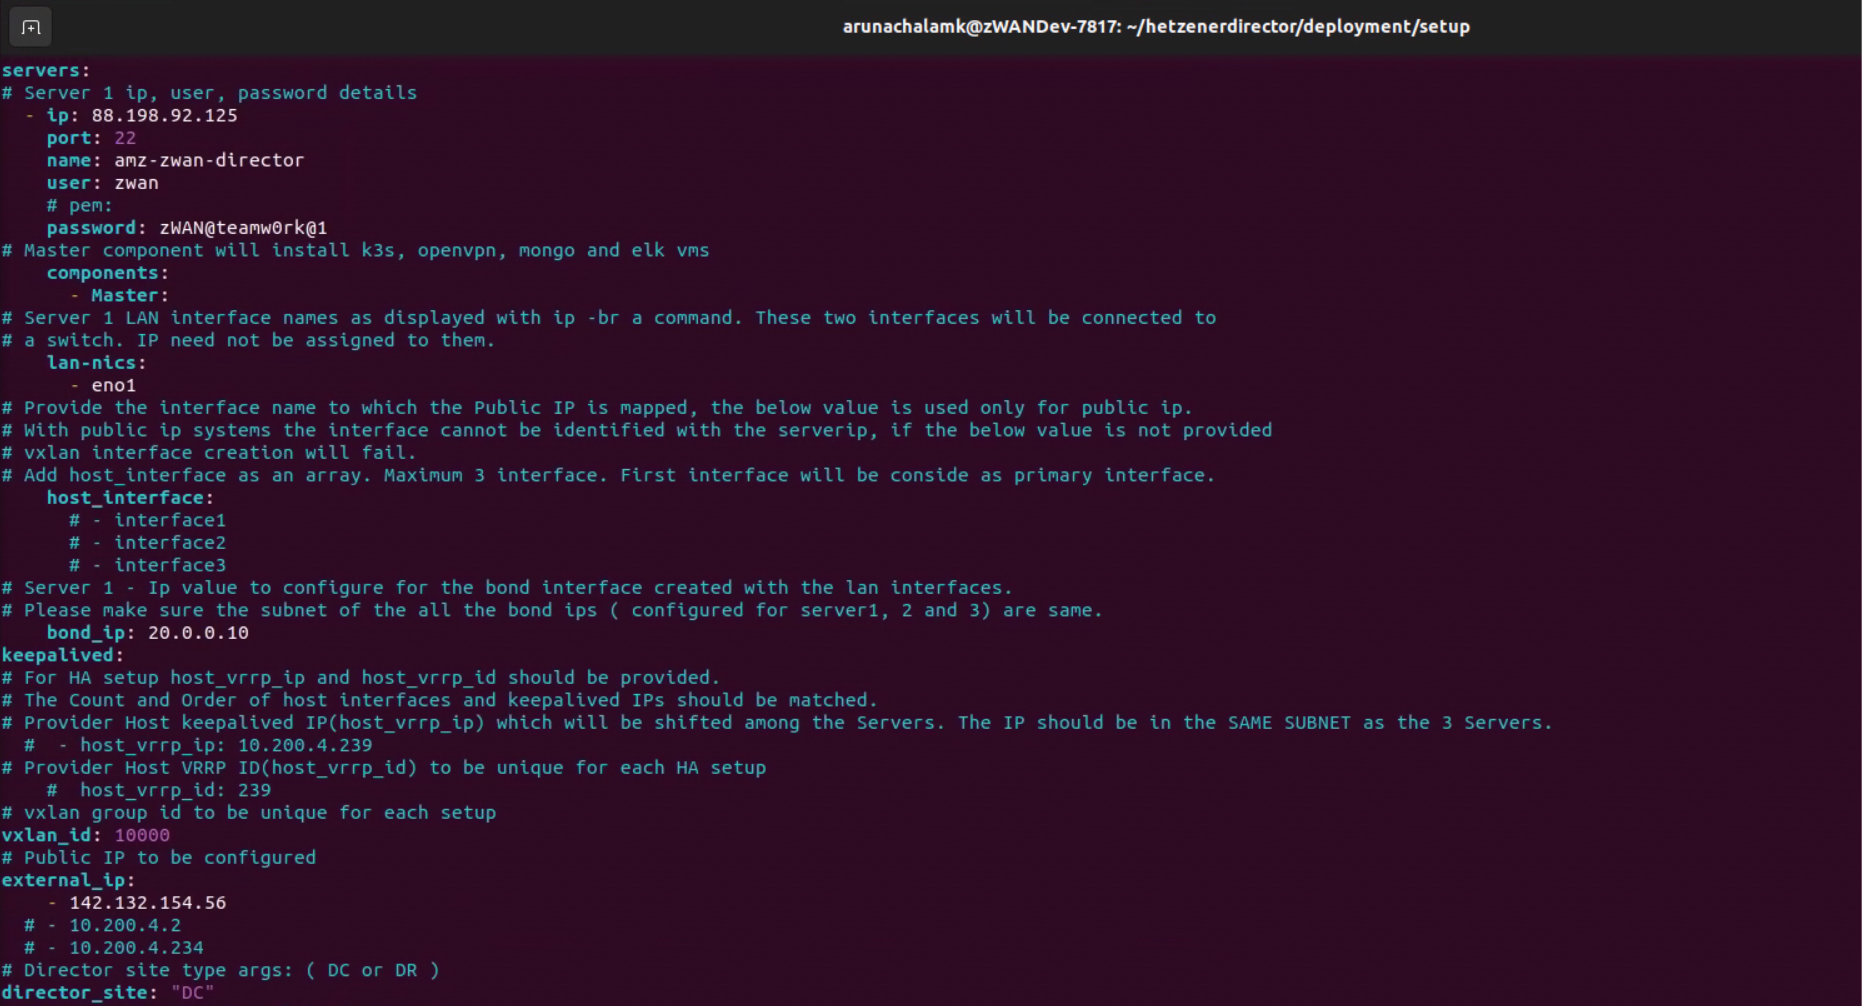 arunachalamk@zWANDev-7817: ~/hetzenerdirector/deployment/setup
servers:
# Server 1 ip, user, password details
  - ip: 88.198.92.125
    port: 22
    name: amz-zwan-director
    user: zwan
    # pem:
    password: zWAN@teamw0rk@1
# Master component will install k3s, openvpn, mongo and elk vms
    components:
      - Master:
# Server 1 LAN interface names as displayed with ip -br a command. These two interfaces will be connected to
# a switch. IP need not be assigned to them.
    lan-nics:
      - eno1
# Provide the interface name to which the Public IP is mapped, the below value is used only for public ip.
# With public ip systems the interface cannot be identified with the serverip, if the below value is not provided
# vxlan interface creation will fail.
# Add host_interface as an array. Maximum 3 interface. First interface will be conside as primary interface.
    host_interface:
      # - interface1
      # - interface2
      # - interface3
# Server 1 - Ip value to configure for the bond interface created with the lan interfaces.
# Please make sure the subnet of the all the bond ips ( configured for server1, 2 and 3) are same.
    bond_ip: 20.0.0.10
keepalived:
# For HA setup host_vrrp_ip and host_vrrp_id should be provided.
# The Count and Order of host interfaces and keepalived IPs should be matched.
# Provider Host keepalived IP(host_vrrp_ip) which will be shifted among the Servers. The IP should be in the SAME SUBNET as the 3 Servers.
  #  - host_vrrp_ip: 10.200.4.239
# Provider Host VRRP ID(host_vrrp_id) to be unique for each HA setup
    #  host_vrrp_id: 239
# vxlan group id to be unique for each setup
vxlan_id: 10000
# Public IP to be configured
external_ip:
    - 142.132.154.56
  # - 10.200.4.2
  # - 10.200.4.234
# Director site type args: ( DC or DR )
director_site: "DC"